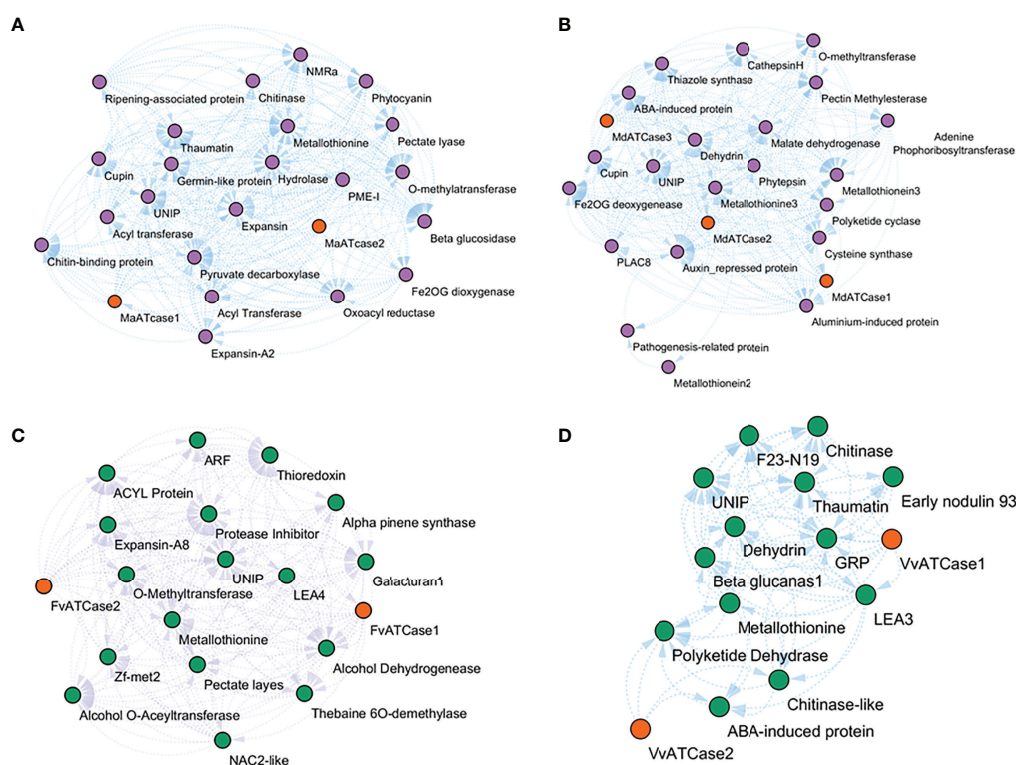 A
NMRa
Ripening-associated protein
Chitinase
Phytocyanin
Thaumatin
Metallothionine
Pectate lyase
Cupin
Germin-like protein
Hydrolase
PME-I
O-methylatransferase
UNIP
Acyl transferase
Expansin
MaATcase2
Beta glucosidase
Chitin-binding protein
Pyruvate decarboxylase
Fe2OG dioxygenase
MaATcase1
Acyl Transferase
Oxoacyl reductase
Expansin-A2
B
O-methyltransferase
CathepsinH
Thiazole synthase
Pectin Methylesterase
ABA-induced protein
MdATCase3
Malate dehydrogenase
Adenine
Phophoribosyltransferase
Dehydrin
Cupin
UNIP
Phytepsin
Metallothionein3
Fe2OG deoxygenease
Metallothionine3
Polyketide cyclase
MdATCase2
Cysteine synthase
PLAC8
Auxin_repressed protein
MdATCase1
Aluminium-induced protein
Pathogenesis-related protein
Metallothionein2
C
ARF
Thioredoxin
ACYL Protein
Alpha pinene synthase
Protease Inhibitor
Expansin-A8
UNIP
Galacturan1
O-Methyltransferase
LEA4
FvATCase2
FvATCase1
Metallothionine
Alcohol Dehydrogenease
Zf-met2
Pectate layes
Alcohol O-Aceyltransferase
Thebaine 6O-demethylase
NAC2-like
D
Chitinase
F23-N19
UNIP
Thaumatin
Early nodulin 93
Dehydrin
GRP
VvATCase1
Beta glucanas1
LEA3
Metallothionine
Polyketide Dehydrase
Chitinase-like
ABA-induced protein
VvATCase2